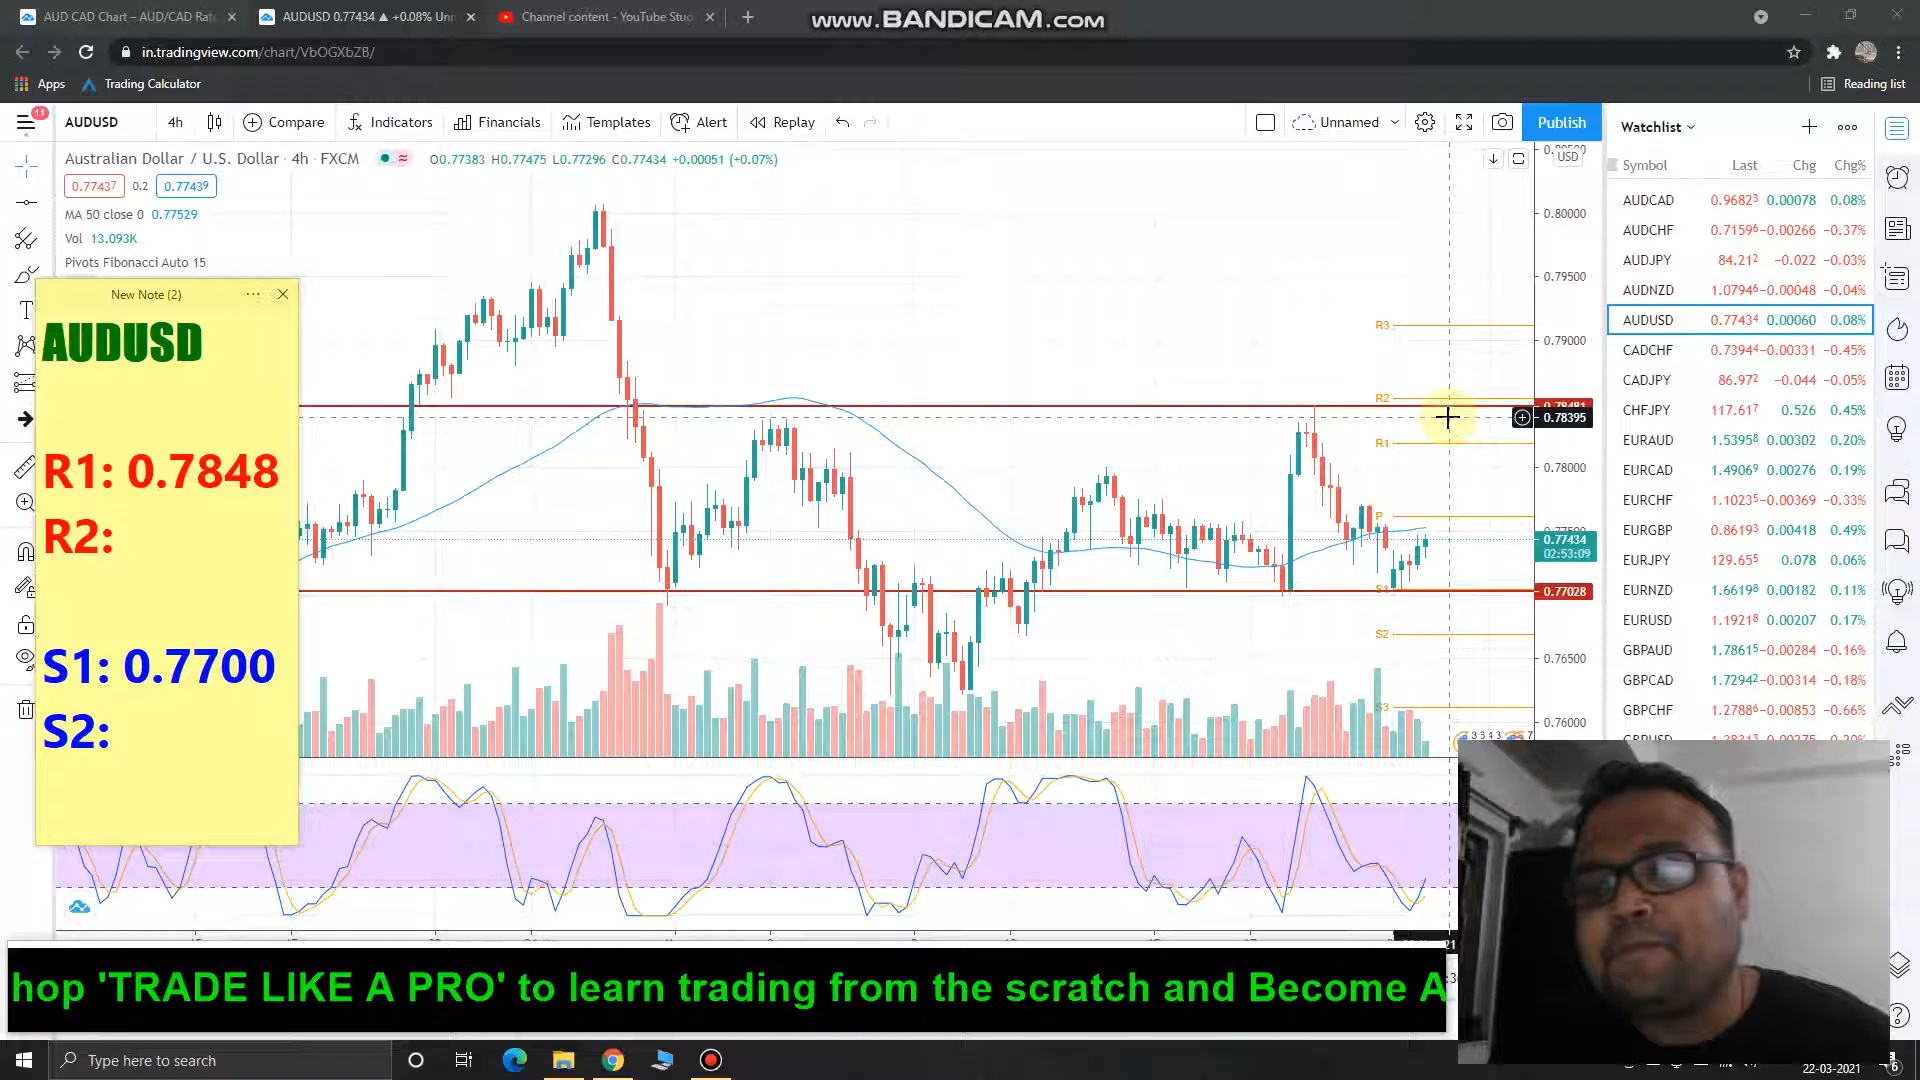 AUD CAD Chart – AUD/CAD Rat
AUDUSD 0.77434 ▲ +0.08% Un
Channel content - YouTube Stu
www.BANDICAM.com
in.tradingview.com/chart/VbOGXbZB/
Apps
Trading Calculator
Reading list
11
AUDUSD
4h
Compare
Indicators
Financials
Templates
Alert
Replay
Unnamed
Publish
Watchlist
Australian Dollar / U.S. Dollar · 4h · FXCM
O0.77383 H0.77475 L0.77296 C0.77434 +0.00051 (+0.07%)
USD
0.77437 0.2 0.77439
MA 50 close 0 0.77529
Vol 13.093K
Pivots Fibonacci Auto 15
New Note (2)
AUDUSD
R1: 0.7848
R2:
S1: 0.7700
S2:
R3
R2
R1
P
S1
S2
S3
0.80000
0.79500
0.79000
0.78481
0.78395
0.78000
0.77500
0.77434
02:53:09
0.77028
0.76500
0.76000
Symbol Last Chg Chg%
AUDCAD 0.96823 0.00078 0.08%
AUDCHF 0.71596 −0.00266 −0.37%
AUDJPY 84.212 −0.022 −0.03%
AUDNZD 1.07946 −0.00048 −0.04%
AUDUSD 0.77434 0.00060 0.08%
CADCHF 0.73944 −0.00331 −0.45%
CADJPY 86.972 −0.044 −0.05%
CHFJPY 117.617 0.526 0.45%
EURAUD 1.53958 0.00302 0.20%
EURCAD 1.49069 0.00276 0.19%
EURCHF 1.10235 −0.00369 −0.33%
EURGBP 0.86193 0.00418 0.49%
EURJPY 129.655 0.078 0.06%
EURNZD 1.66198 0.00182 0.11%
EURUSD 1.19218 0.00207 0.17%
GBPAUD 1.78615 −0.00284 −0.16%
GBPCAD 1.72942 −0.00314 −0.18%
GBPCHF 1.27886 −0.00853 −0.66%
hop 'TRADE LIKE A PRO' to learn trading from the scratch and Become A
Type here to search
22-03-2021
6